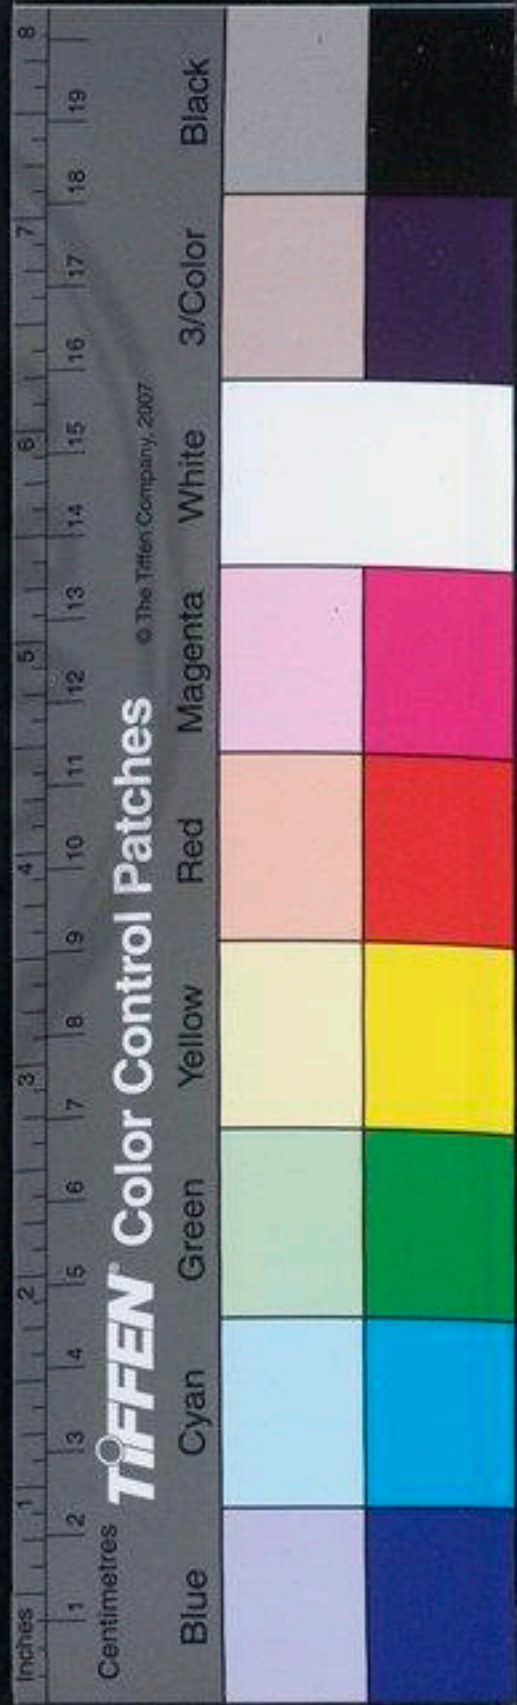 Inches 1 2 3 4 5 6 7 8
1 2 3 4 5 6 7 8 9 10 11 12 13 14 15 16 17 18 19
Centimetres
TIFFEN® Color Control Patches © The Tiffen Company, 2007
Blue Cyan Green Yellow Red Magenta White 3/Color Black